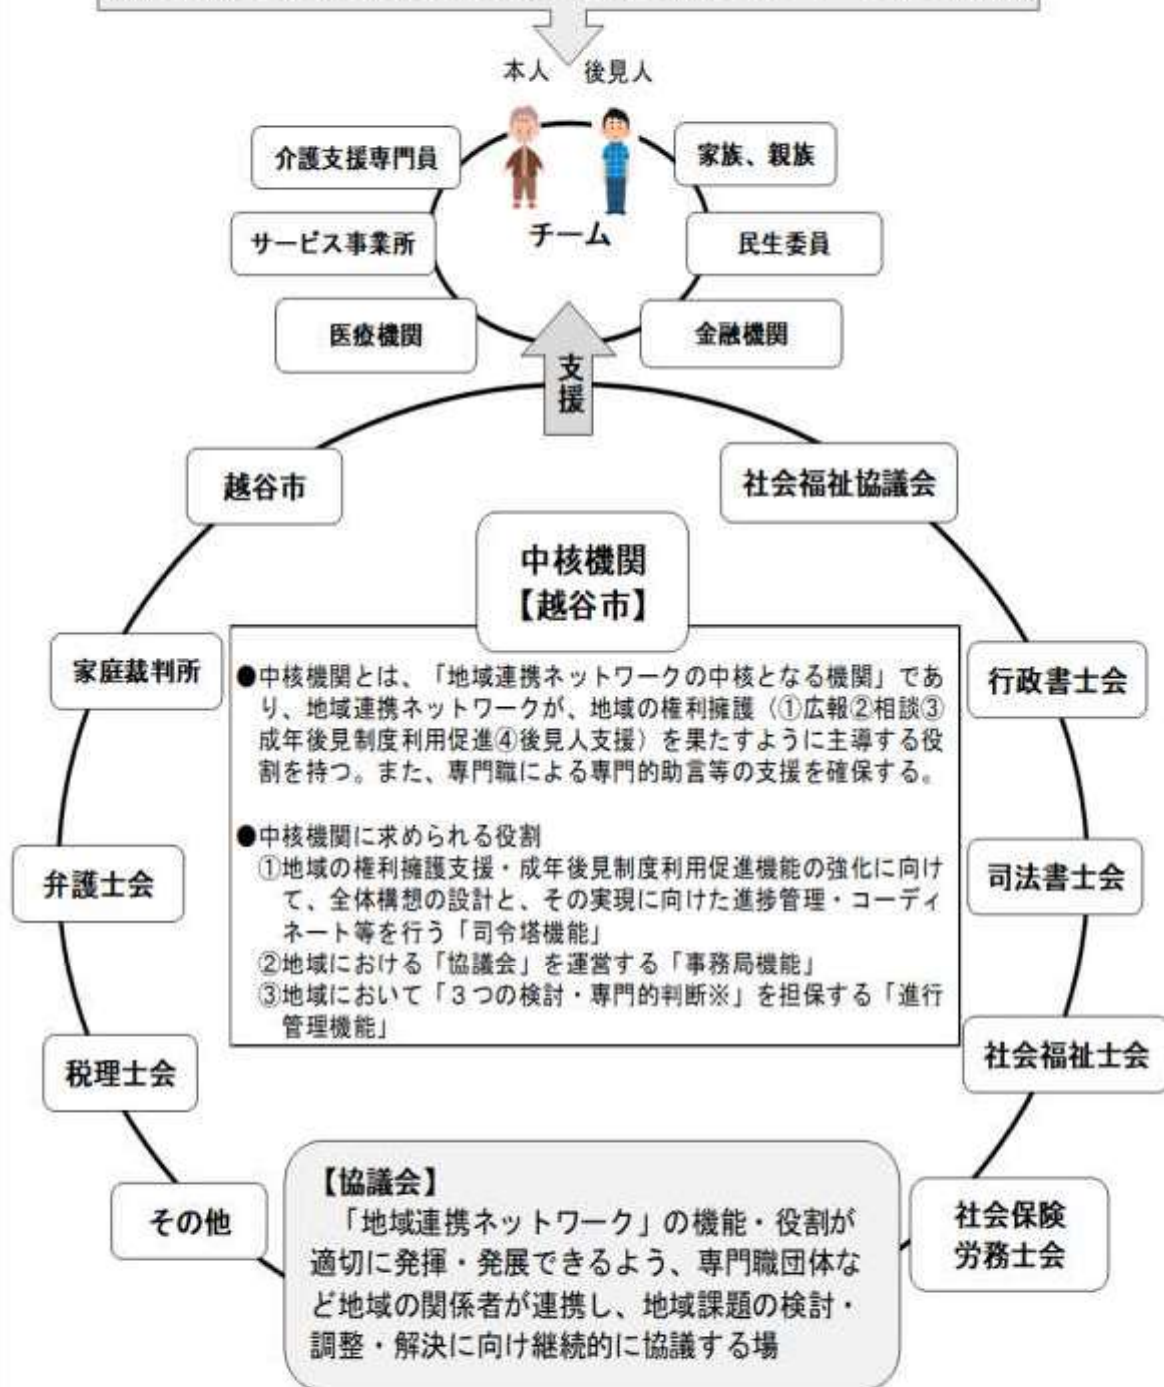 本人 後見人
介護支援専門員
家族、親族
サービス事業所
チーム
民生委員
医療機関
金融機関
支
援
越谷市
社会福祉協議会
中核機関
【越谷市】
家庭裁判所
行政書士会
●中核機関とは、「地域連携ネットワークの中核となる機関」であ
り、地域連携ネットワークが、地域の権利擁護（①広報②相談③
成年後見制度利用促進④後見人支援）を果たすように主導する役
割を持つ。また、専門職による専門的助言等の支援を確保する。
●中核機関に求められる役割
①地域の権利擁護支援・成年後見制度利用促進機能の強化に向け
て、全体構想の設計と、その実現に向けた進捗管理・コーディ
ネート等を行う「司令塔機能」
②地域における「協議会」を運営する「事務局機能」
③地域において「３つの検討・専門的判断※」を担保する「進行
管理機能」
弁護士会
司法書士会
税理士会
社会福祉士会
その他
社会保険
労務士会
【協議会】
「地域連携ネットワーク」の機能・役割が
適切に発揮・発展できるよう、専門職団体な
ど地域の関係者が連携し、地域課題の検討・
調整・解決に向け継続的に協議する場